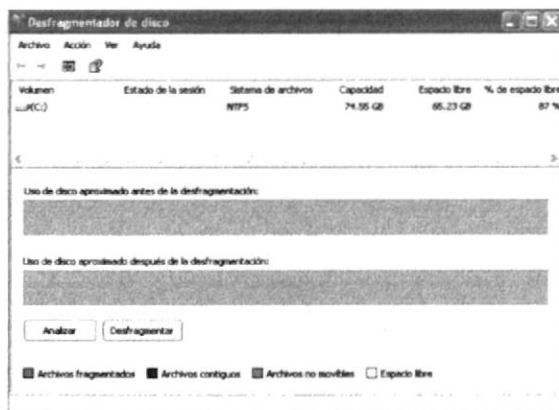 Desfragmentador de disco
Archivo Acción Ver Ayuda
Volumen Estado de la sesión Sistema de archivos Capacidad Espacio libre % de espacio libre
(C:) NTFS 74.55 GB 65.23 GB 87 %
Uso de disco aproximado antes de la desfragmentación:
Uso de disco aproximado después de la desfragmentación:
Analizar Desfragmentar
Archivos fragmentados Archivos contiguos Archivos no movibles Espacio libre